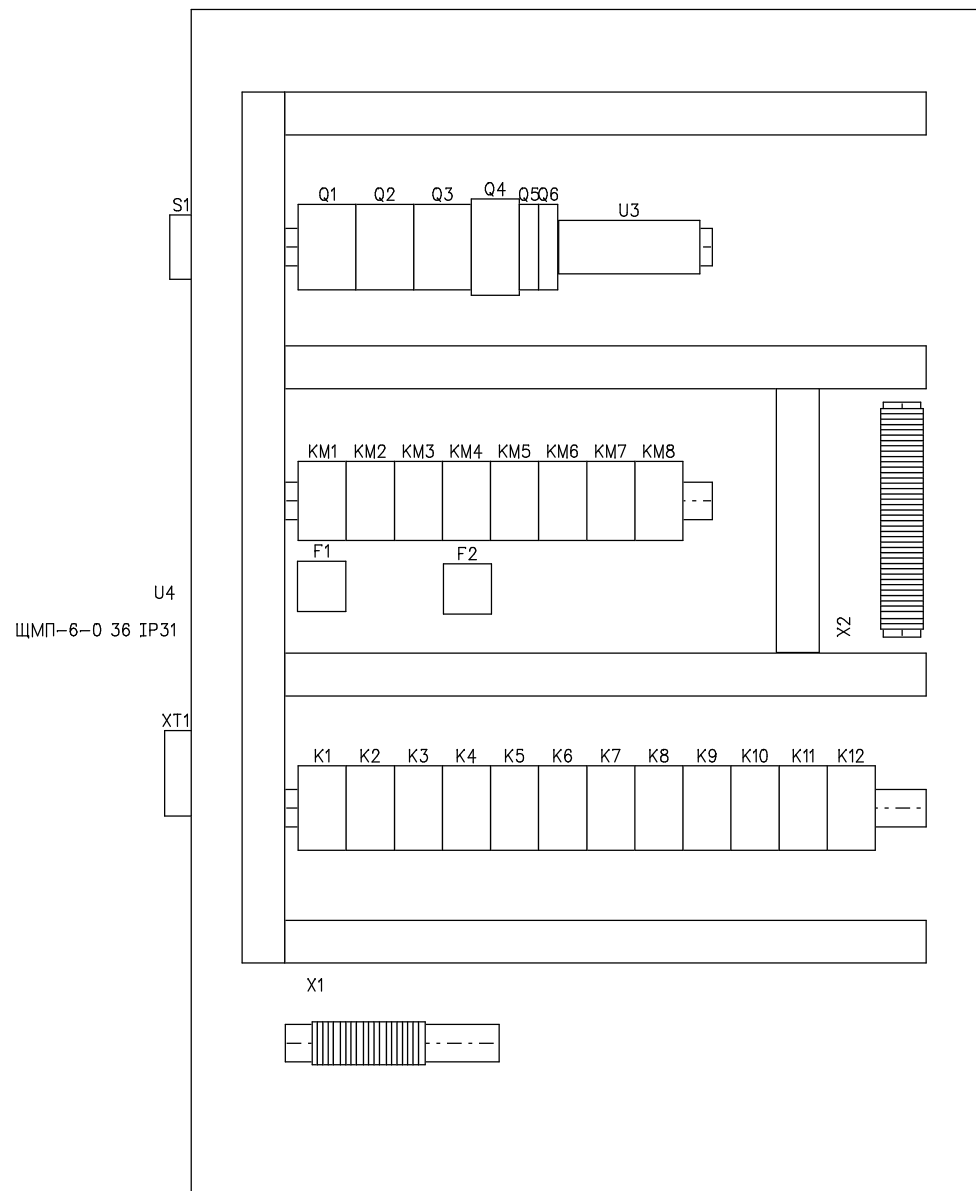 S1
Q1 Q2 Q3 Q4 Q5 Q6 U3
KM1 KM2 KM3 KM4 KM5 KM6 KM7 KM8
F1 F2
U4
ЩМП-6-0 36 IP31
X2
XT1
K1 K2 K3 K4 K5 K6 K7 K8 K9 K10 K11 K12
X1